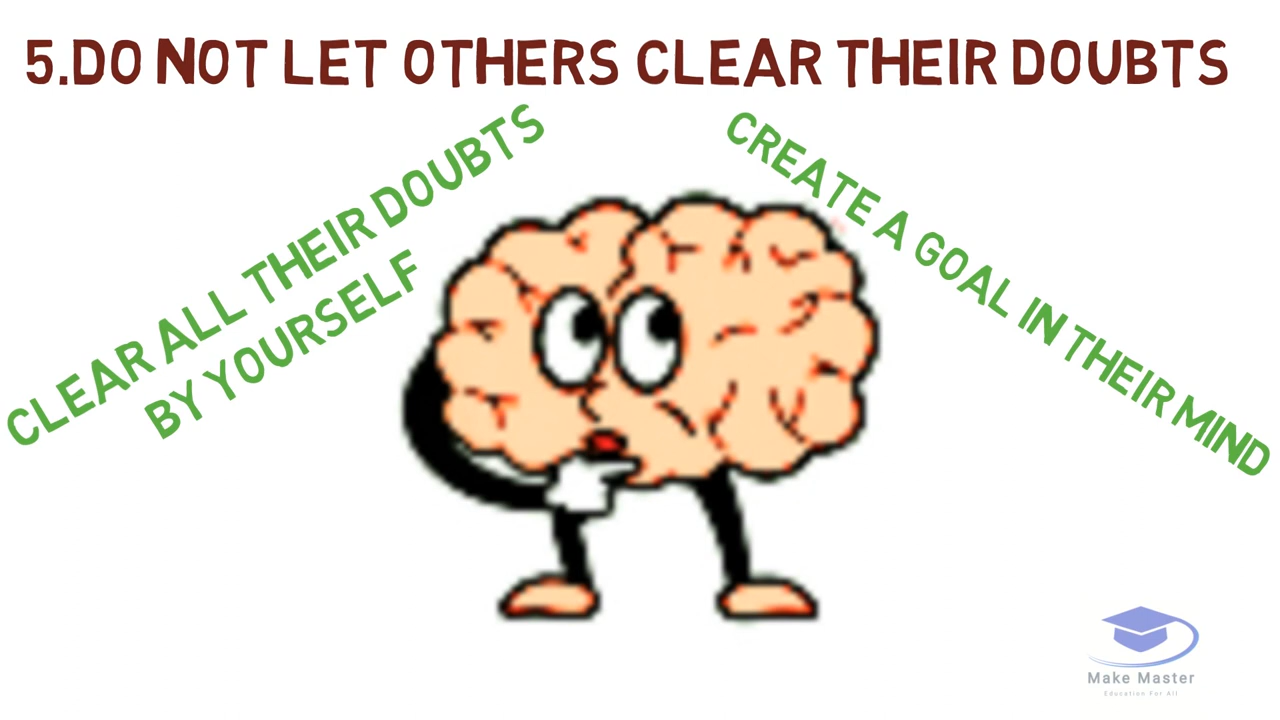 5.DO NOT LET OTHERS CLEAR THEIR DOUBTS
CLEAR ALL THEIR DOUBTS
BY YOURSELF
CREATE A GOAL IN THEIR MIND
Make Master
Education For All